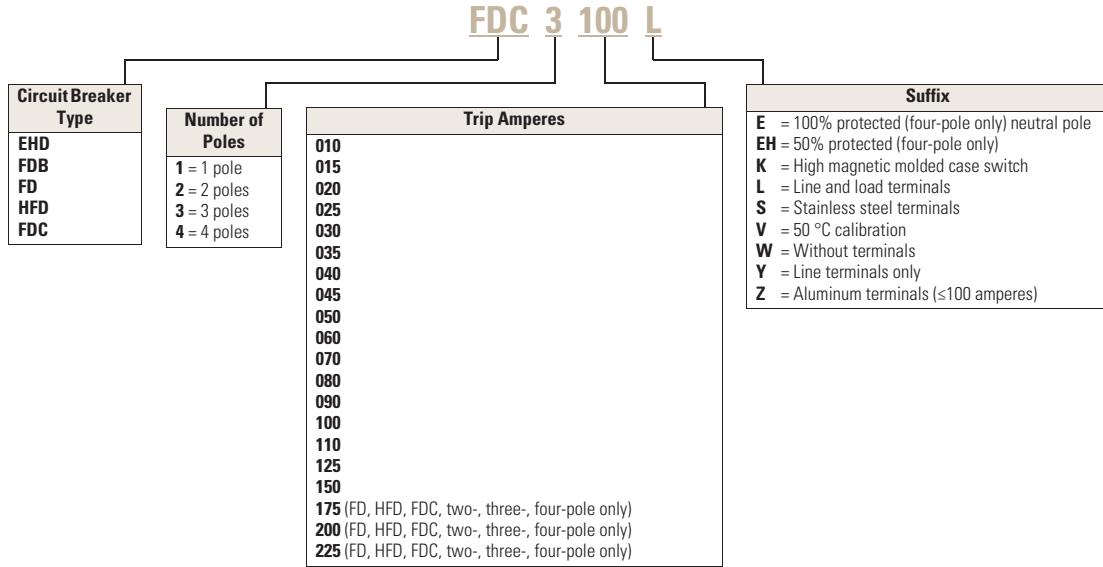 FDC 3 100 L
Circuit Breaker
Type
EHD
FDB
FD
HFD
FDC
Number of
Poles
1 = 1 pole
2 = 2 poles
3 = 3 poles
4 = 4 poles
Trip Amperes
010
015
020
025
030
035
040
045
050
060
070
080
090
100
110
125
150
175 (FD, HFD, FDC, two-, three-, four-pole only)
200 (FD, HFD, FDC, two-, three-, four-pole only)
225 (FD, HFD, FDC, two-, three-, four-pole only)
Suffix
E = 100% protected (four-pole only) neutral pole
EH = 50% protected (four-pole only)
K = High magnetic molded case switch
L = Line and load terminals
S = Stainless steel terminals
V = 50 °C calibration
W = Without terminals
Y = Line terminals only
Z = Aluminum terminals (≤100 amperes)